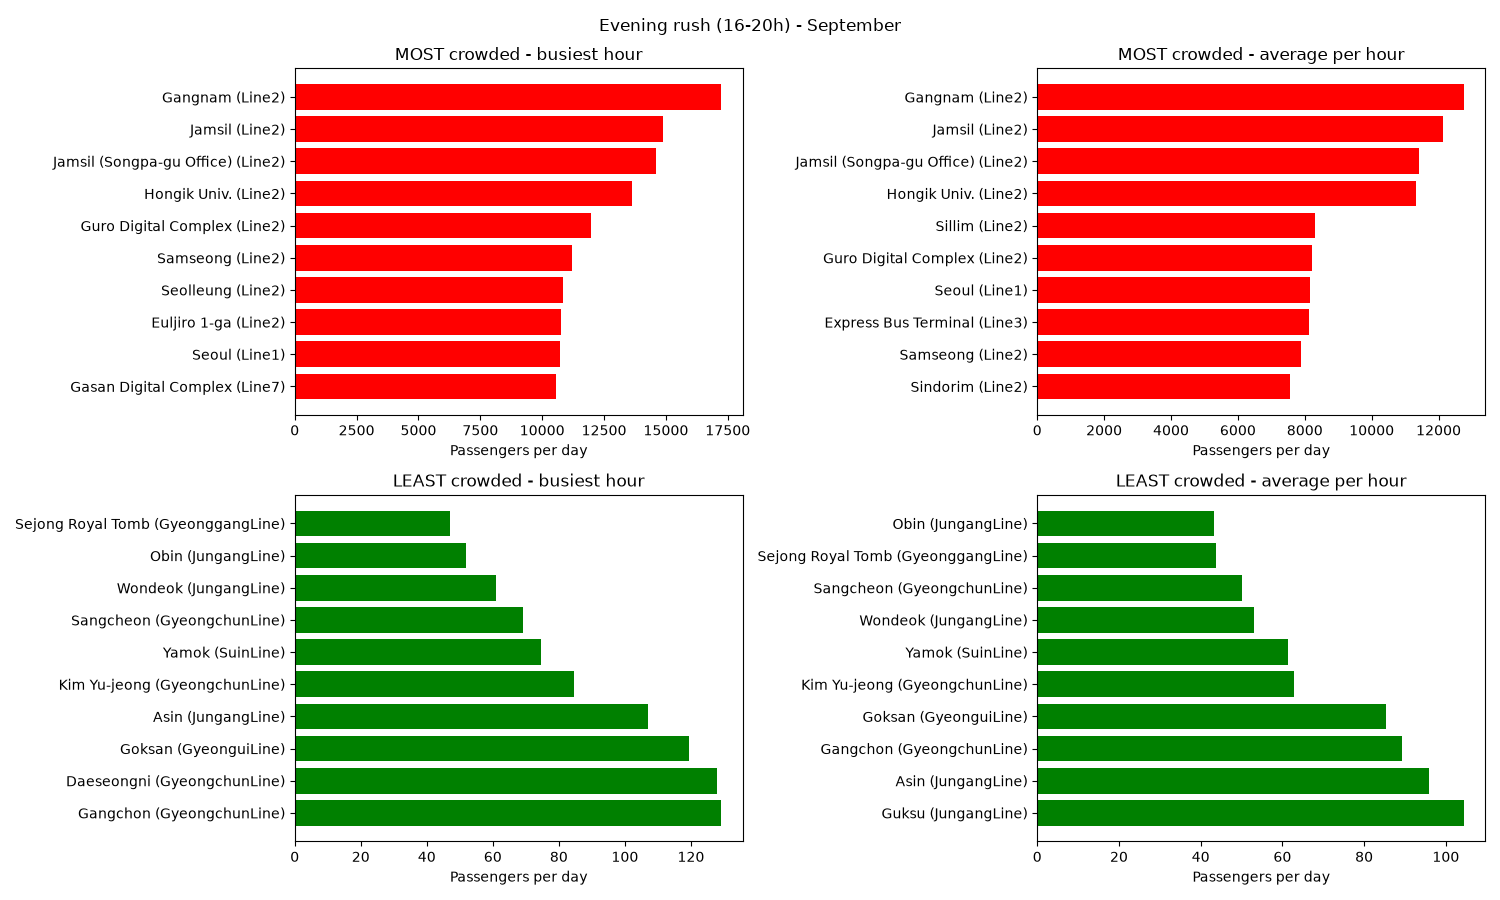 Evening rush (16-20h) - September
MOST crowded - busiest hour
Gangnam (Line2)
Jamsil (Line2)
Jamsil (Songpa-gu Office) (Line2)
Hongik Univ. (Line2)
Guro Digital Complex (Line2)
Samseong (Line2)
Seolleung (Line2)
Euljiro 1-ga (Line2)
Seoul (Line1)
Gasan Digital Complex (Line7)
0 2500 5000 7500 10000 12500 15000 17500
Passengers per day
MOST crowded - average per hour
Gangnam (Line2)
Jamsil (Line2)
Jamsil (Songpa-gu Office) (Line2)
Hongik Univ. (Line2)
Sillim (Line2)
Guro Digital Complex (Line2)
Seoul (Line1)
Express Bus Terminal (Line3)
Samseong (Line2)
Sindorim (Line2)
0 2000 4000 6000 8000 10000 12000
Passengers per day
LEAST crowded - busiest hour
Sejong Royal Tomb (GyeonggangLine)
Obin (JungangLine)
Wondeok (JungangLine)
Sangcheon (GyeongchunLine)
Yamok (SuinLine)
Kim Yu-jeong (GyeongchunLine)
Asin (JungangLine)
Goksan (GyeonguiLine)
Daeseongni (GyeongchunLine)
Gangchon (GyeongchunLine)
0 20 40 60 80 100 120
Passengers per day
LEAST crowded - average per hour
Obin (JungangLine)
Sejong Royal Tomb (GyeonggangLine)
Sangcheon (GyeongchunLine)
Wondeok (JungangLine)
Yamok (SuinLine)
Kim Yu-jeong (GyeongchunLine)
Goksan (GyeonguiLine)
Gangchon (GyeongchunLine)
Asin (JungangLine)
Guksu (JungangLine)
0 20 40 60 80 100
Passengers per day